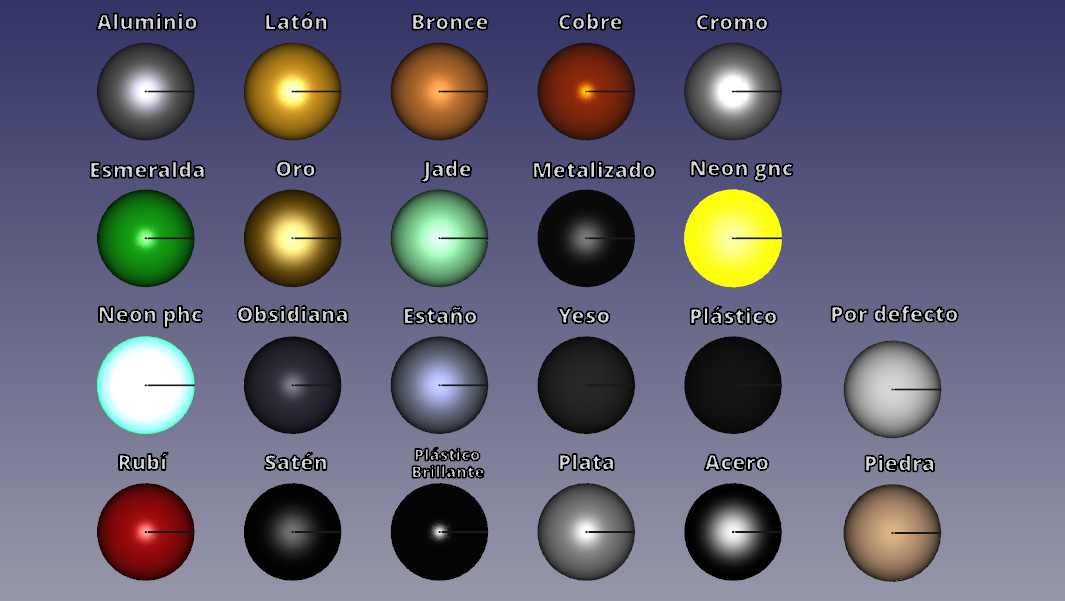 Aluminio
Latón
Bronce
Cobre
Cromo
Esmeralda
Oro
Jade
Metalizado
Neon gnc
Neon phc
Obsidiana
Estaño
Yeso
Plástico
Por defecto
Rubí
Satén
Plástico
Brillante
Plata
Acero
Piedra